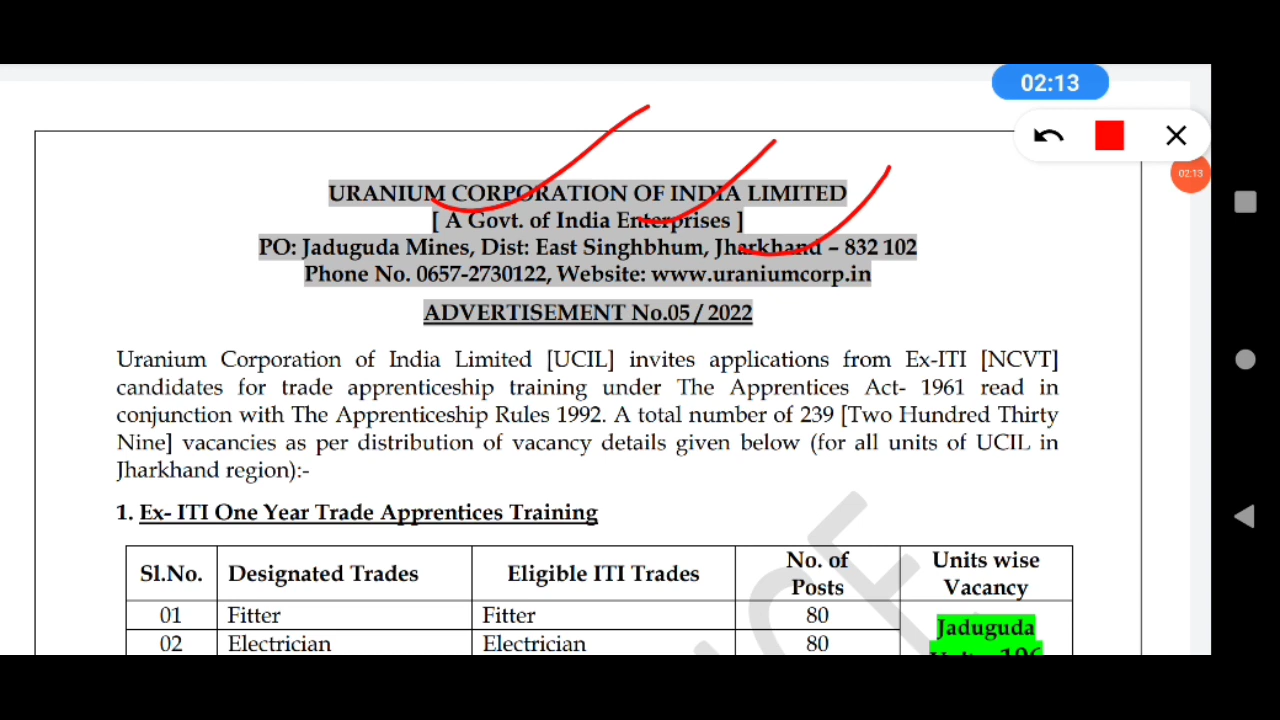 02:13
02:13
URANIUM CORPORATION OF INDIA LIMITED
[ A Govt. of India Enterprises ]
PO: Jaduguda Mines, Dist: East Singhbhum, Jharkhand – 832 102
Phone No. 0657-2730122, Website: www.uraniumcorp.in
ADVERTISEMENT No.05 / 2022
Uranium Corporation of India Limited [UCIL] invites applications from Ex-ITI [NCVT]
candidates for trade apprenticeship training under The Apprentices Act- 1961 read in
conjunction with The Apprenticeship Rules 1992. A total number of 239 [Two Hundred Thirty
Nine] vacancies as per distribution of vacancy details given below (for all units of UCIL in
Jharkhand region):-
1. Ex- ITI One Year Trade Apprentices Training
Sl.No. Designated Trades Eligible ITI Trades No. of Posts Units wise Vacancy
01 Fitter Fitter 80 Jaduguda
02 Electrician Electrician 80